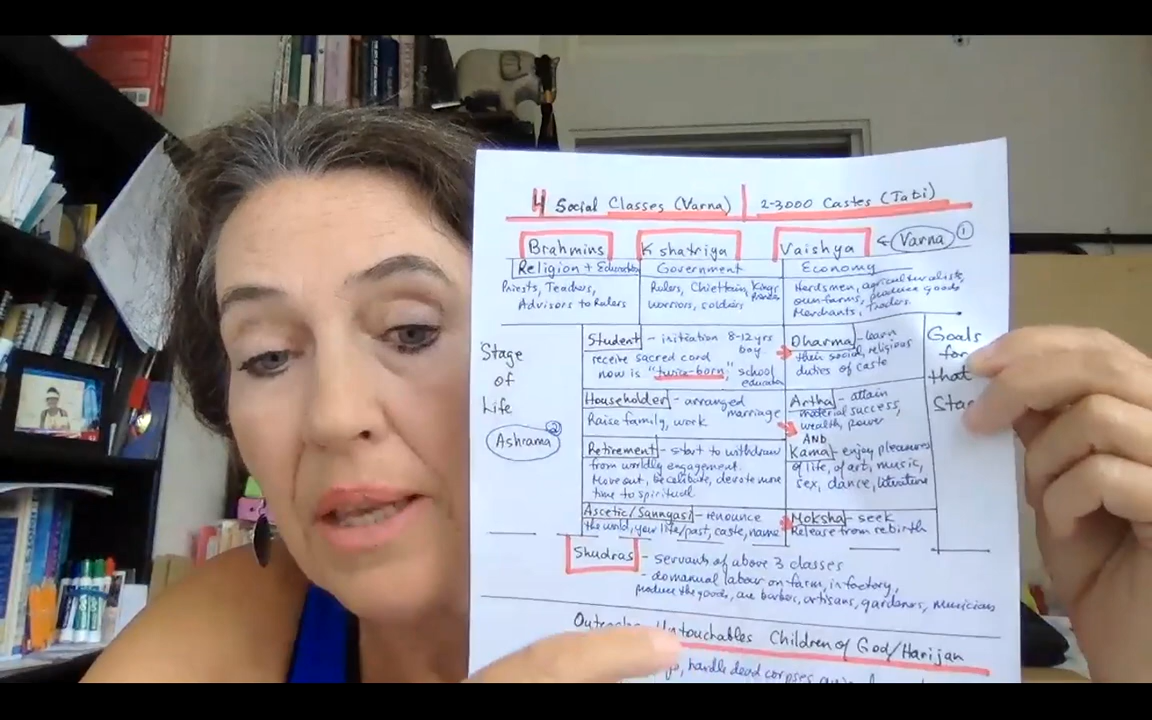 4 Social Classes (Varna) | 2-3000 Castes (Tati)
Brahmins Kshatriya Vaishya ← Varna 1
Religion + Education Government Economy
Priests, Teachers,
Advisors to Rulers
Rulers, Chieftain, Kings
Warriors, soldiers
Herdsmen, agriculturalists,
own farms, produce goods
Merchants, Traders.
Stage
of
Life
Ashrama 2
Student - initiation 8-12 yrs
boy
receive sacred cord
now is "twice-born," school
education
Dharma - learn
their social, religious
duties of caste
Goals
for
that
Householder - arranged
marriage
Raise family, work
Artha - attain
material success,
wealth, power
AND
Kama - enjoy pleasures
of life, of art, music,
sex, dance, literature
Retirement - start to withdraw
from worldly engagement.
Move out, be celibate, devote more
time to spiritual
Ascetic/Sannyasi - renounce
the world, your life/past, caste, name
Moksha - seek
Release from rebirth
Shudras - servants of above 3 classes
- do manual labour on farm, in factory,
produce the goods, are barbers, artisans, gardeners, musicians
Untouchables Children of God/Harijan
handle dead corpses